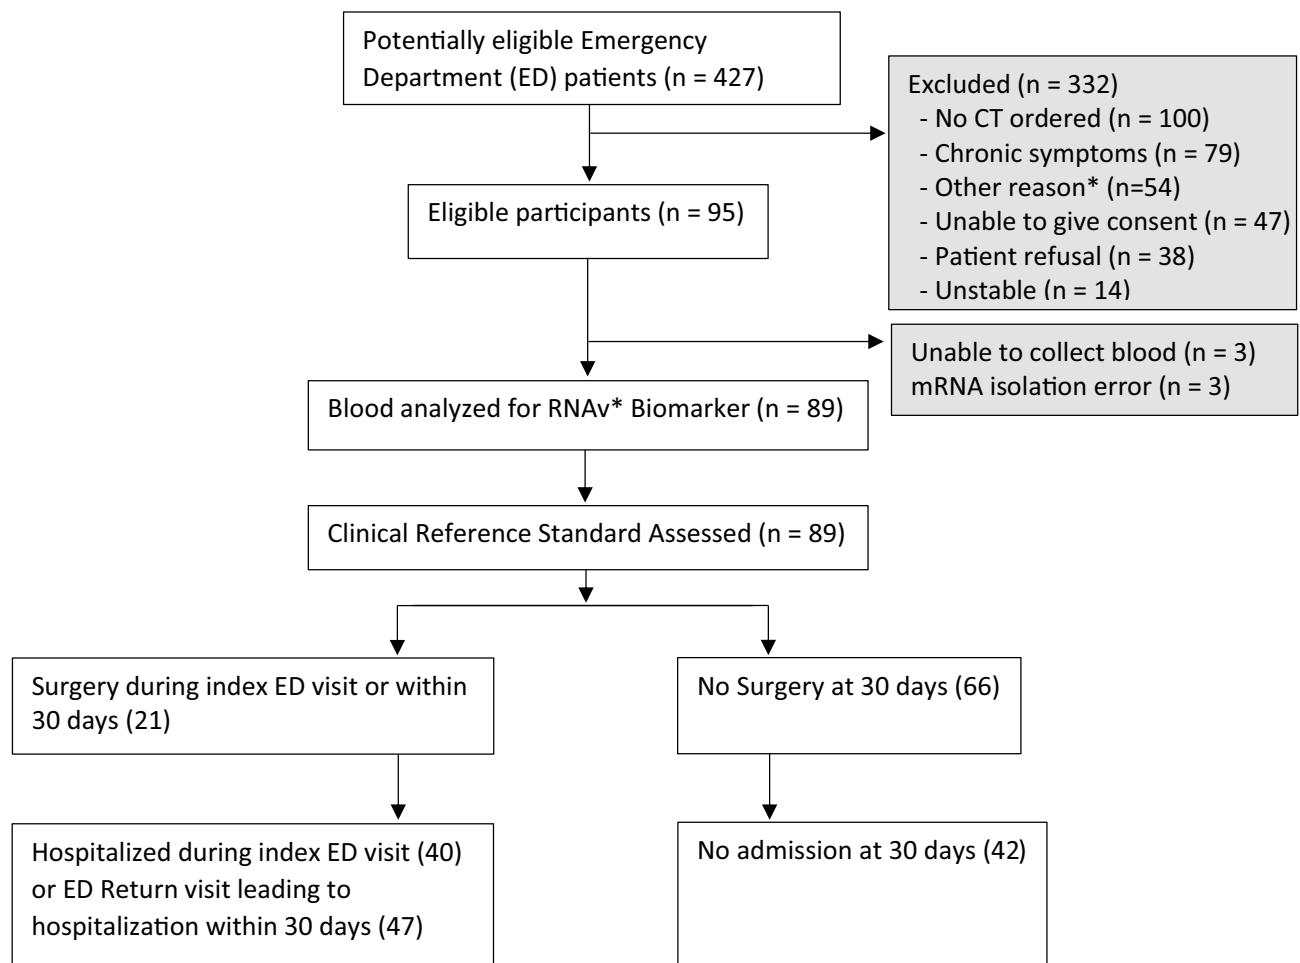 Potentially eligible Emergency
Department (ED) patients (n = 427)
Excluded (n = 332)
- No CT ordered (n = 100)
- Chronic symptoms (n = 79)
- Other reason* (n=54)
- Unable to give consent (n = 47)
- Patient refusal (n = 38)
- Unstable (n = 14)
Eligible participants (n = 95)
Unable to collect blood (n = 3)
mRNA isolation error (n = 3)
Blood analyzed for RNAv* Biomarker (n = 89)
Clinical Reference Standard Assessed (n = 89)
Surgery during index ED visit or within
30 days (21)
No Surgery at 30 days (66)
Hospitalized during index ED visit (40)
or ED Return visit leading to
hospitalization within 30 days (47)
No admission at 30 days (42)